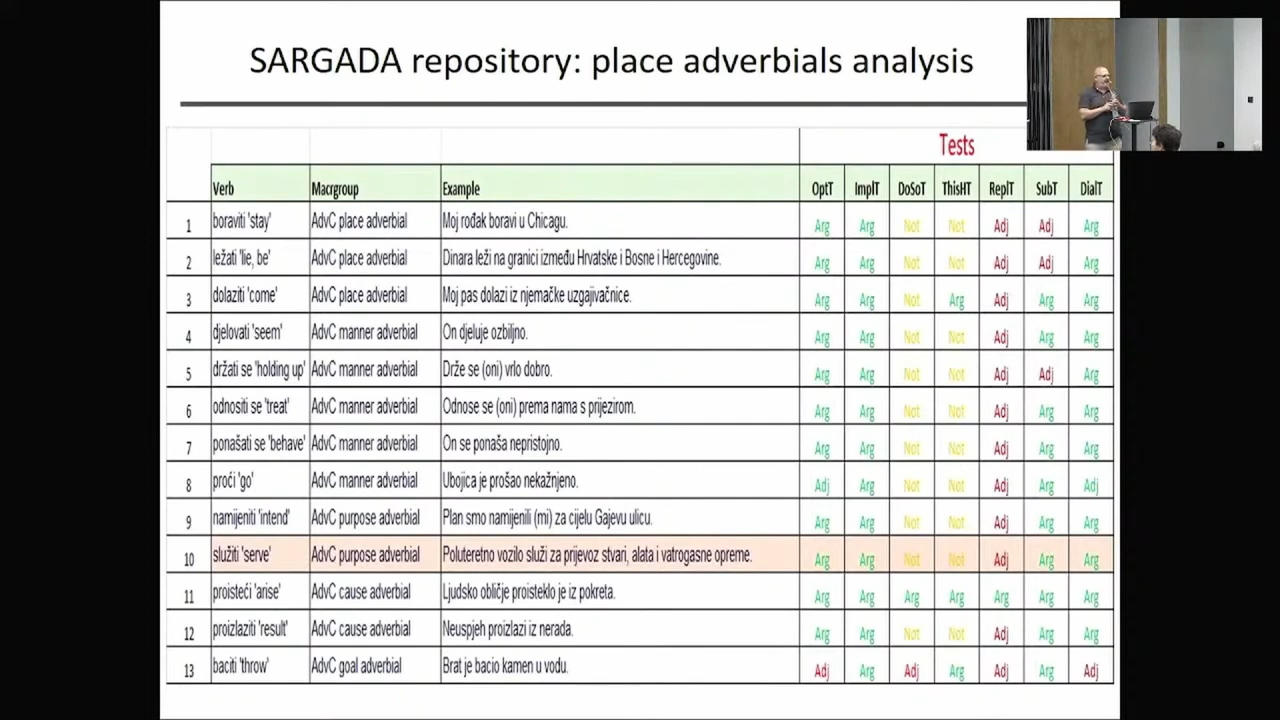 SARGADA repository: place adverbials analysis
Tests
Verb Macrgroup Example OptT ImplT DoSoT ThisHT ReplT SubT DialT
1 boraviti 'stay' AdvC place adverbial Moj rođak boravi u Chicagu. Arg Arg Not Not Adj Adj Arg
2 ležati 'lie, be' AdvC place adverbial Dinara leži na granici između Hrvatske i Bosne i Hercegovine. Arg Arg Not Not Adj Adj Arg
3 dolaziti 'come' AdvC place adverbial Moj pas dolazi iz njemačke uzgajivačnice. Arg Arg Not Arg Adj Arg Arg
4 djelovati 'seem' AdvC manner adverbial On djeluje ozbiljno. Arg Arg Not Not Adj Arg Arg
5 držati se 'holding up' AdvC manner adverbial Drže se (oni) vrlo dobro. Arg Arg Not Not Adj Adj Arg
6 odnositi se 'treat' AdvC manner adverbial Odnose se (oni) prema nama s prijezirom. Arg Arg Not Not Adj Arg Arg
7 ponašati se 'behave' AdvC manner adverbial On se ponaša nepristojno. Arg Arg Not Not Adj Arg Arg
8 proći 'go' AdvC manner adverbial Ubojica je prošao nekažnjeno. Adj Arg Not Not Adj Arg Adj
9 namijeniti 'intend' AdvC purpose adverbial Plan smo namijenili (mi) za cijelu Gajevu ulicu. Arg Arg Not Not Adj Arg Arg
10 služiti 'serve' AdvC purpose adverbial Poluteretno vozilo služi za prijevoz stvari, alata i vatrogasne opreme. Arg Arg Not Not Adj Arg Arg
11 proisteći 'arise' AdvC cause adverbial Ljudsko obličje proisteklo je iz pokreta. Arg Arg Arg Arg Arg Arg Arg
12 proizlaziti 'result' AdvC cause adverbial Neuspjeh proizlazi iz nerada. Arg Arg Not Not Adj Arg Arg
13 baciti 'throw' AdvC goal adverbial Brat je bacio kamen u vodu. Adj Arg Adj Arg Adj Arg Adj